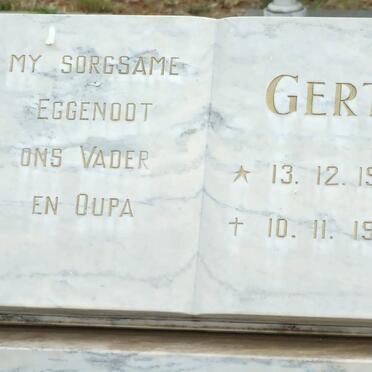 MY SORGSAME
EGGENOOT
ONS VADER
EN OUPA
GERT
★ 13. 12. 19
† 10. 11. 19